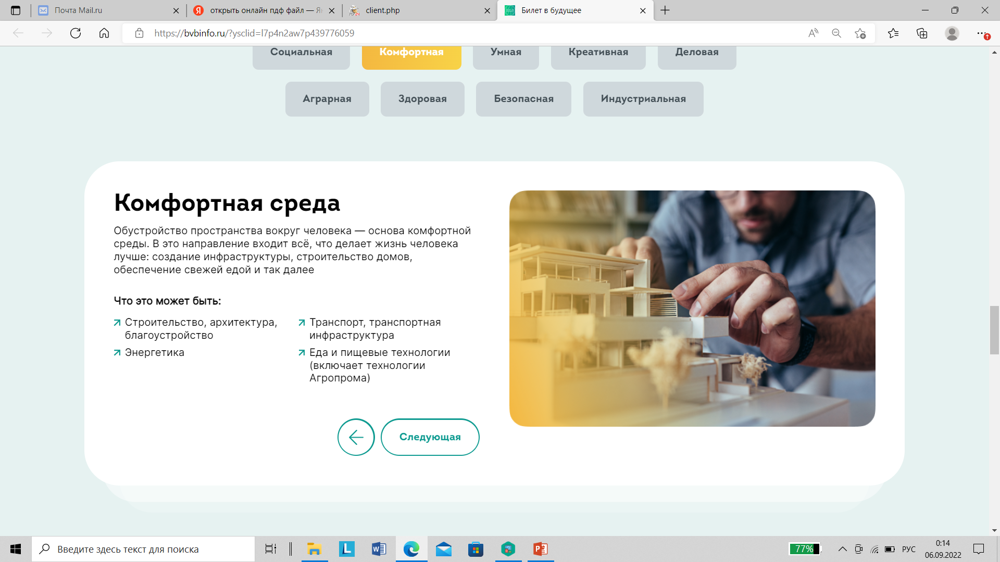 Почта Mail.ru
открыть онлайн пдф файл — Ян
client.php
Билет в будущее
https://bvbinfo.ru/?ysclid=l7p4n2aw7p439776059
Социальная
Комфортная
Умная
Креативная
Деловая
Аграрная
Здоровая
Безопасная
Индустриальная
Комфортная среда
Обустройство пространства вокруг человека — основа комфортной
среды. В это направление входит всё, что делает жизнь человека
лучше: создание инфраструктуры, строительство домов,
обеспечение свежей едой и так далее
Что это может быть:
Строительство, архитектура,
благоустройство
Энергетика
Транспорт, транспортная
инфраструктура
Еда и пищевые технологии
(включает технологии
Агропрома)
Следующая
Введите здесь текст для поиска
77%
РУС
0:14
06.09.2022